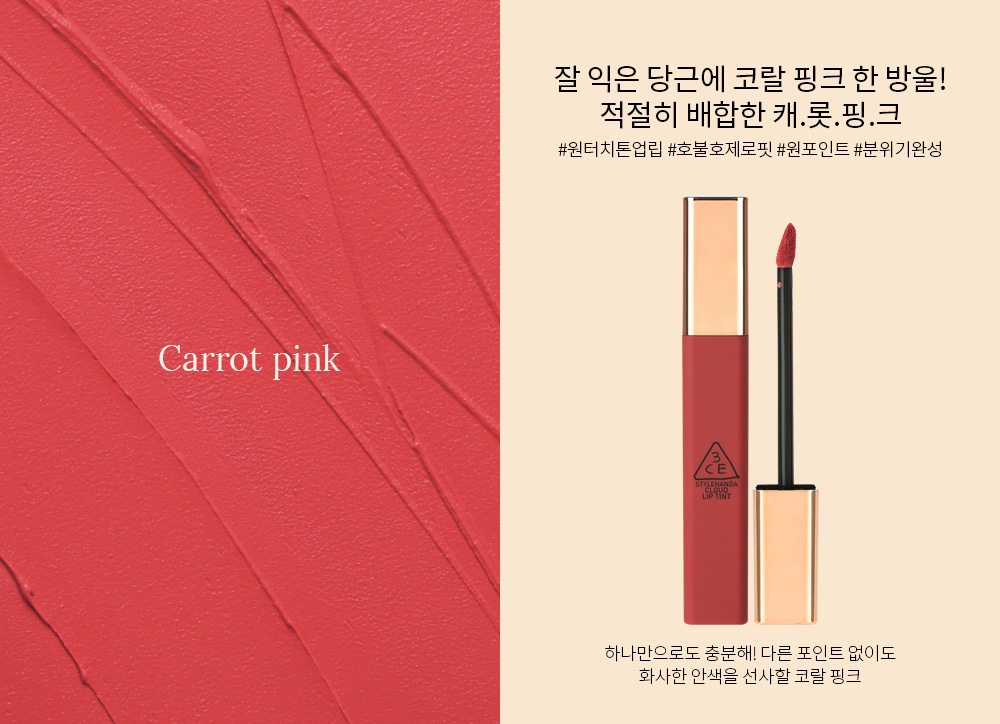 Carrot pink
잘 익은 당근에 코랄 핑크 한 방울!
적절히 배합한 캐.롯.핑.크
#원터치톤업립 #호불호제로핏 #원포인트 #분위기완성
3
CE
STYLENANDA
CLOUD
LIP TINT
하나만으로도 충분해! 다른 포인트 없이도
화사한 안색을 선사할 코랄 핑크